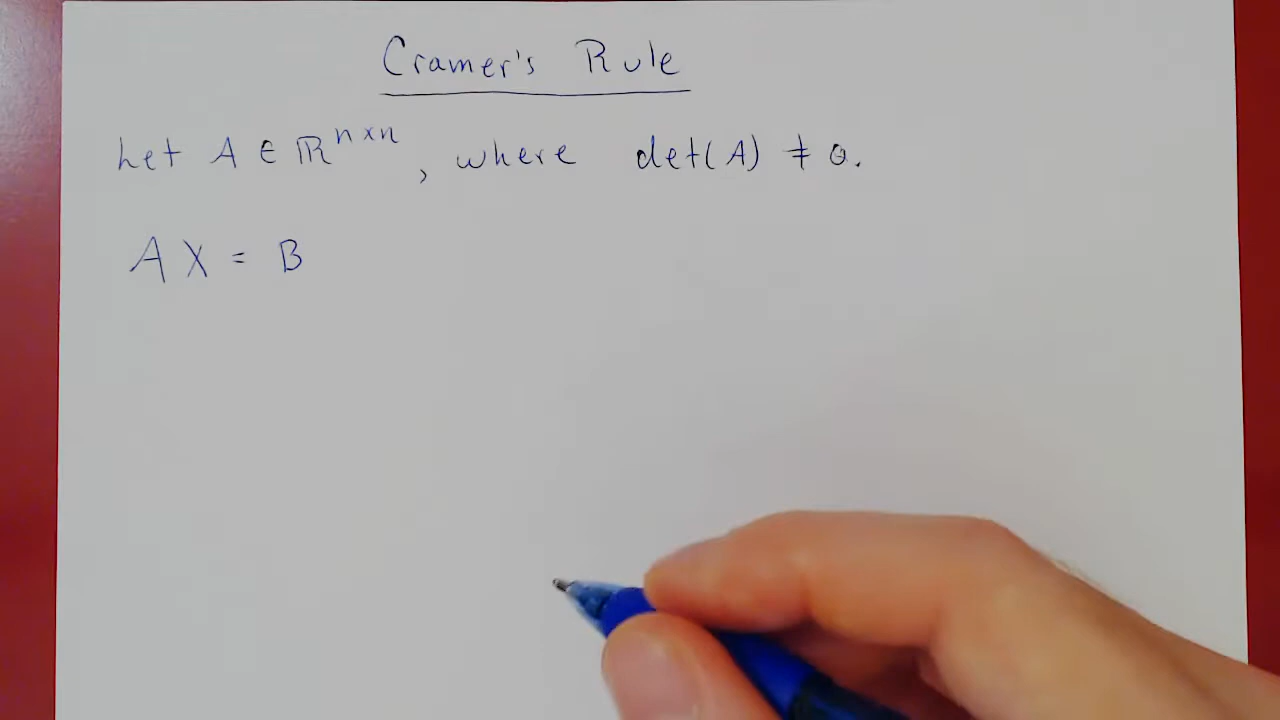 Cramer's Rule
Let A ∈ ℝⁿˣⁿ, where det(A) ≠ 0.
AX = B